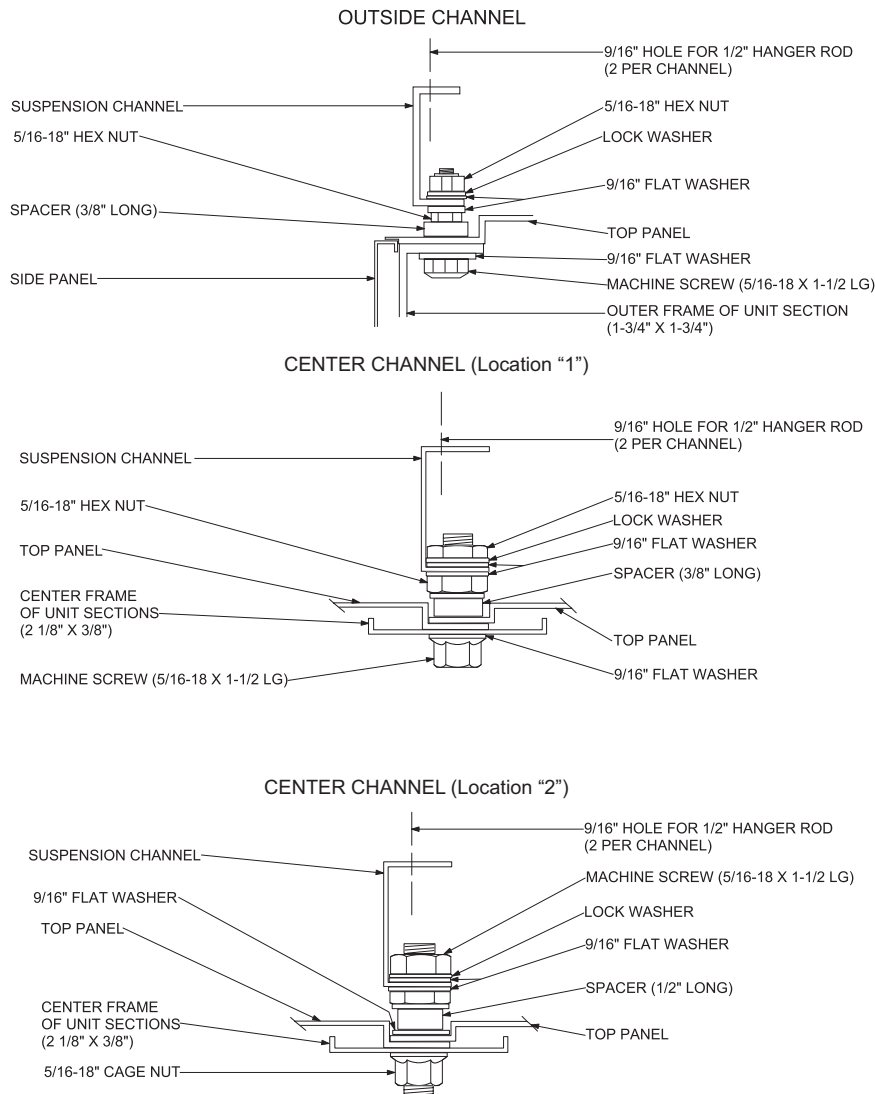 OUTSIDE CHANNEL
9/16" HOLE FOR 1/2" HANGER ROD
(2 PER CHANNEL)
SUSPENSION CHANNEL
5/16-18" HEX NUT
5/16-18" HEX NUT
LOCK WASHER
9/16" FLAT WASHER
SPACER (3/8" LONG)
TOP PANEL
9/16" FLAT WASHER
SIDE PANEL
MACHINE SCREW (5/16-18 X 1-1/2 LG)
OUTER FRAME OF UNIT SECTION
(1-3/4" X 1-3/4")
CENTER CHANNEL (Location “1”)
9/16" HOLE FOR 1/2" HANGER ROD
(2 PER CHANNEL)
SUSPENSION CHANNEL
5/16-18" HEX NUT
5/16-18" HEX NUT
LOCK WASHER
9/16" FLAT WASHER
TOP PANEL
SPACER (3/8" LONG)
CENTER FRAME
OF UNIT SECTIONS
(2 1/8" X 3/8")
TOP PANEL
9/16" FLAT WASHER
MACHINE SCREW (5/16-18 X 1-1/2 LG)
CENTER CHANNEL (Location “2”)
9/16" HOLE FOR 1/2" HANGER ROD
(2 PER CHANNEL)
SUSPENSION CHANNEL
MACHINE SCREW (5/16-18 X 1-1/2 LG)
9/16" FLAT WASHER
LOCK WASHER
TOP PANEL
9/16" FLAT WASHER
SPACER (1/2" LONG)
CENTER FRAME
OF UNIT SECTIONS
(2 1/8" X 3/8")
TOP PANEL
5/16-18" CAGE NUT